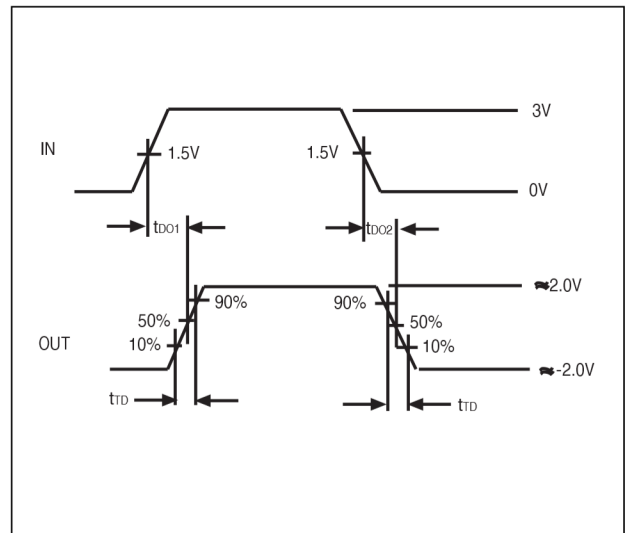 3V
IN 1.5V 1.5V
0V
tDO1 tDO2
≈2.0V
90% 90%
50% 50%
OUT 10% 10%
≈-2.0V
tTD tTD